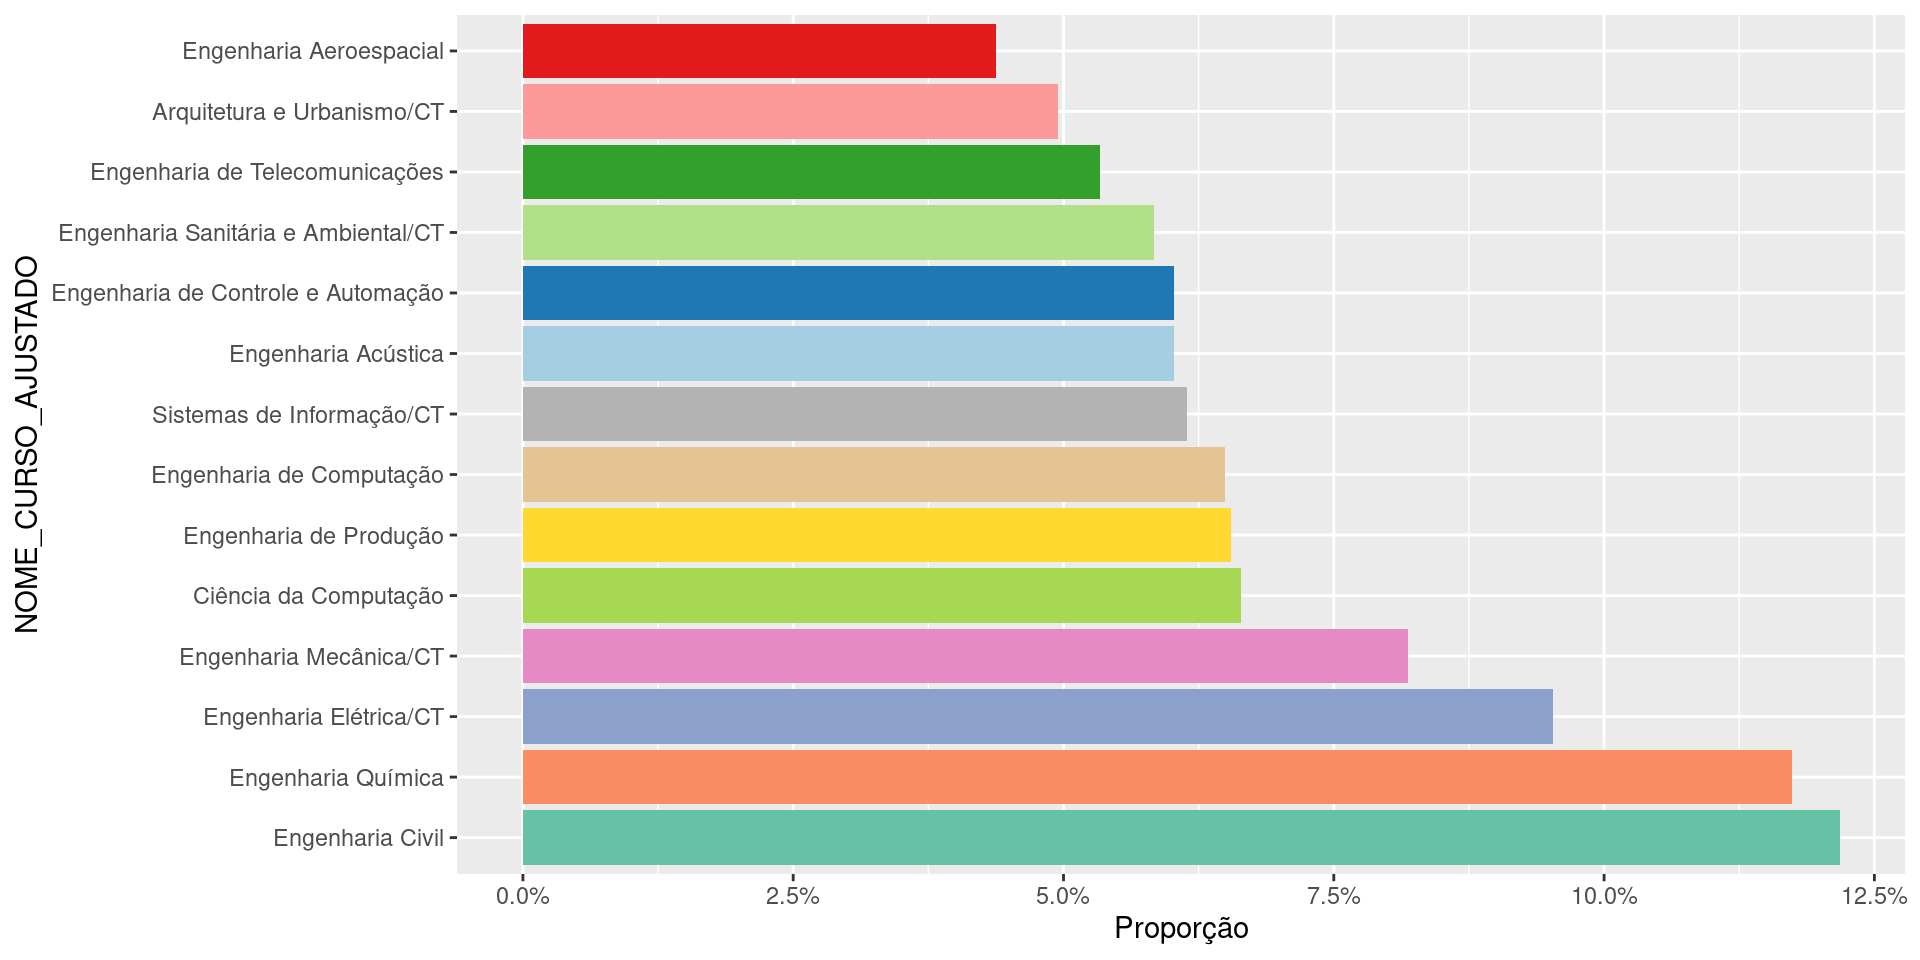 NOME_CURSO_AJUSTADO
Engenharia Aeroespacial
Arquitetura e Urbanismo/CT
Engenharia de Telecomunicações
Engenharia Sanitária e Ambiental/CT
Engenharia de Controle e Automação
Engenharia Acústica
Sistemas de Informação/CT
Engenharia de Computação
Engenharia de Produção
Ciência da Computação
Engenharia Mecânica/CT
Engenharia Elétrica/CT
Engenharia Química
Engenharia Civil
0.0% 2.5% 5.0% 7.5% 10.0% 12.5%
Proporção